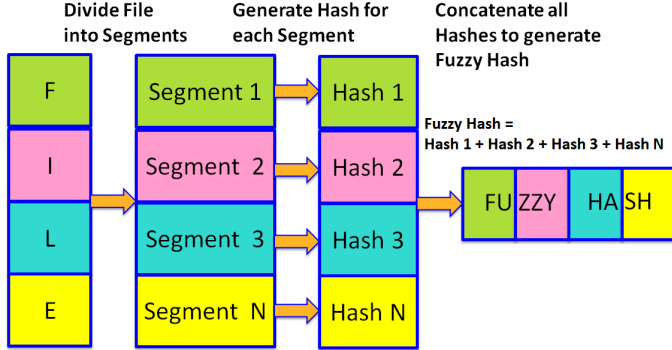 Divide File
into Segments
Generate Hash for
each Segment
Concatenate all
Hashes to generate
Fuzzy Hash
F
I
L
E
Segment 1
Segment 2
Segment 3
Segment N
Hash 1
Hash 2
Hash 3
Hash N
Fuzzy Hash =
Hash 1 + Hash 2 + Hash 3 + Hash N
FU ZZY HA SH